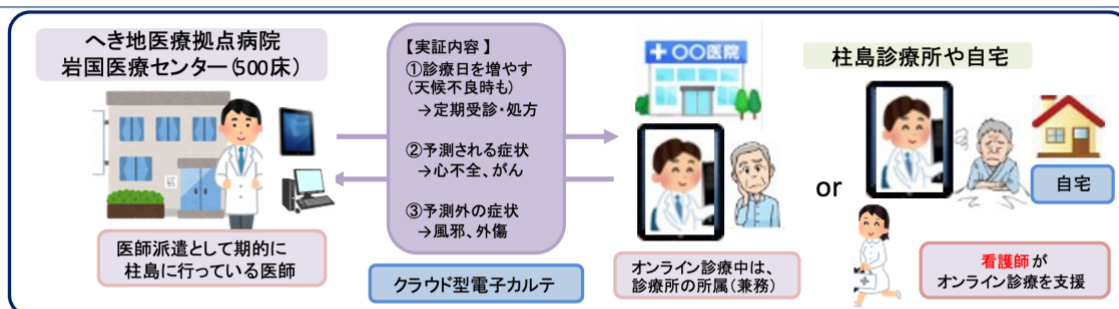 へき地医療拠点病院
岩国医療センター(500床)
医師派遣として期的に
柱島に行っている医師
【実証内容】
①診療日を増やす
(天候不良時も)
→定期受診・処方
②予測される症状
→心不全、がん
③予測外の症状
→風邪、外傷
クラウド型電子カルテ
〇〇医院
オンライン診療中は、
診療所の所属(兼務)
or
柱島診療所や自宅
自宅
看護師が
オンライン診療を支援